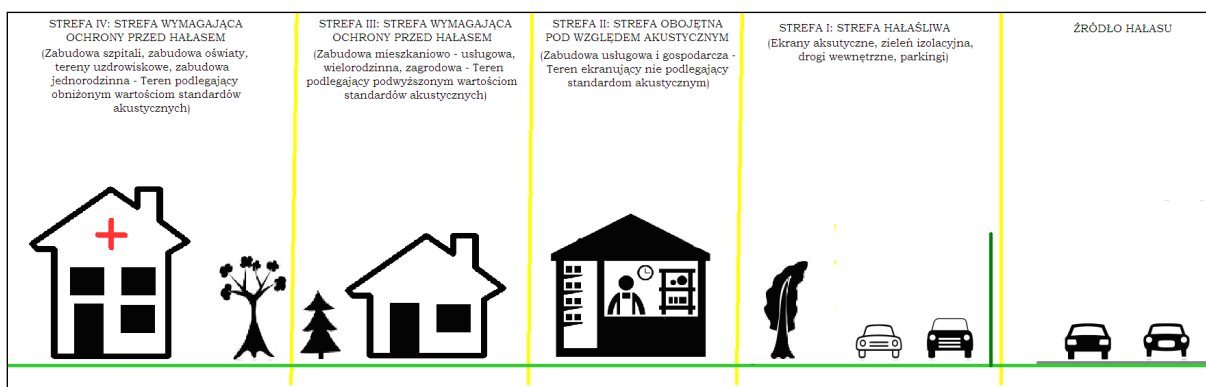 STREFA IV: STREFA WYMAGAJĄCA
OCHRONY PRZED HAŁASEM
(Zabudowa szpitali, zabudowa oświaty,
tereny uzdrowiskowe, zabudowa
jednorodzinna - Teren podlegający
obniżonym wartościom standardów
akustycznych)
STREFA III: STREFA WYMAGAJĄCA
OCHRONY PRZED HAŁASEM
(Zabudowa mieszkaniowo - usługowa,
wielorodzinna, zagrodowa - Teren
podlegający podwyższonym wartościom
standardów akustycznych)
STREFA II: STREFA OBOJĘTNA
POD WZGLĘDEM AKUSTYCZNYM
(Zabudowa usługowa i gospodarcza -
Teren ekranujący nie podlegający
standardom akustycznym)
STREFA I: STREFA HAŁAŚLIWA
(Ekrany aksutyczne, zieleń izolacyjna,
drogi wewnętrzne, parkingi)
ŹRÓDŁO HAŁASU